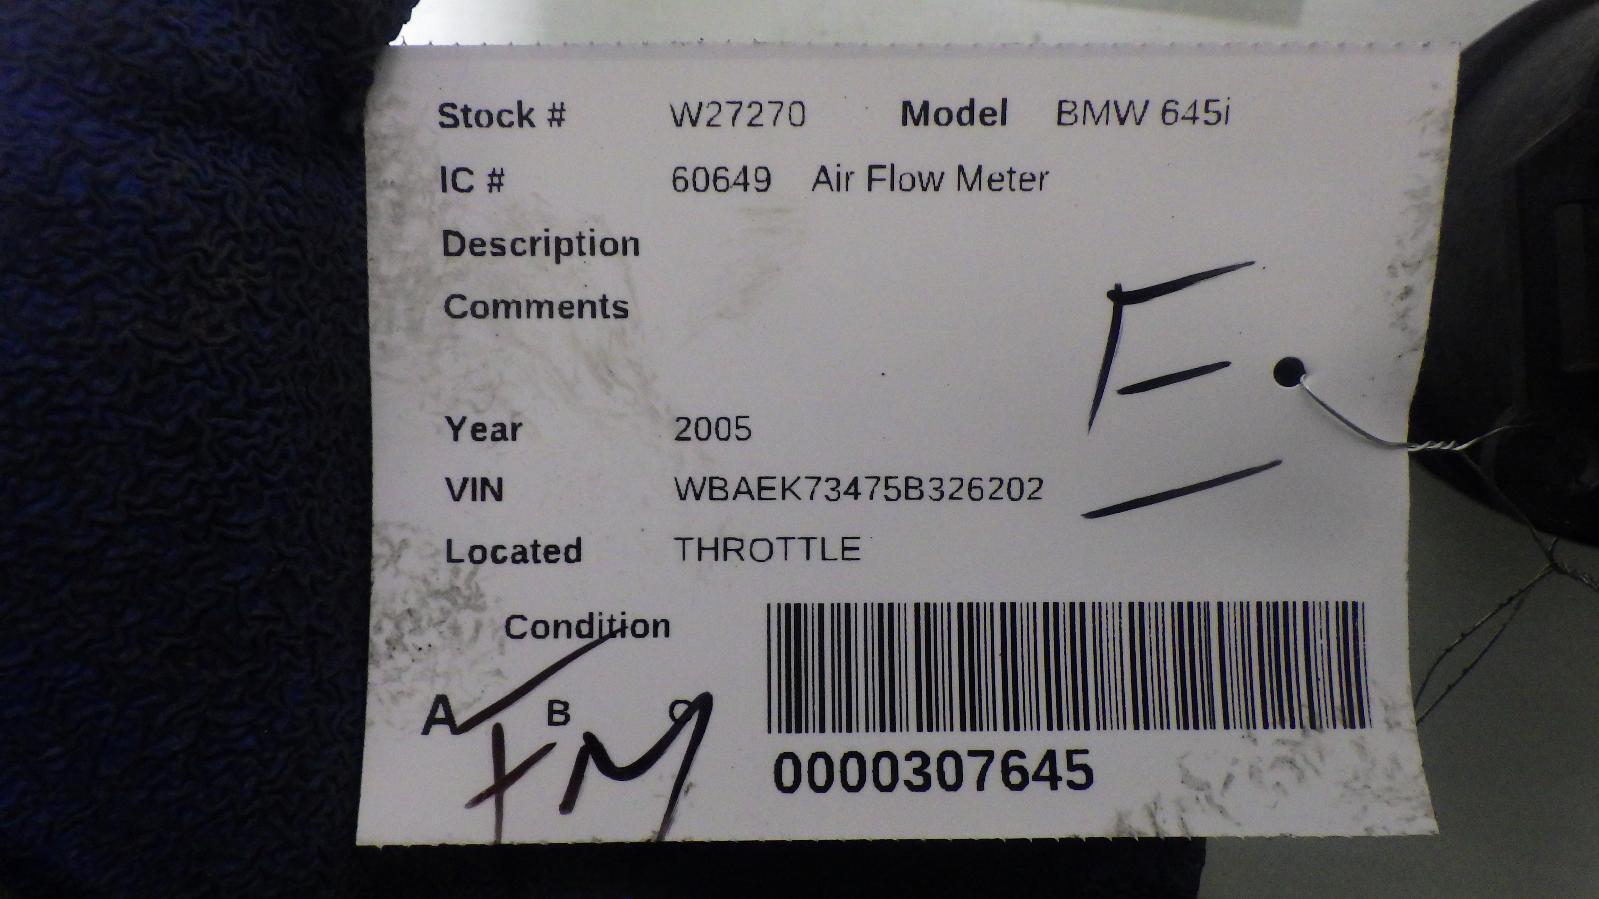 Stock # W27270 Model BMW 645i
IC # 60649 Air Flow Meter
Description
Comments
E.
Year 2005
VIN WBAEK73475B326202
Located THROTTLE
Condition
A B C
0000307645